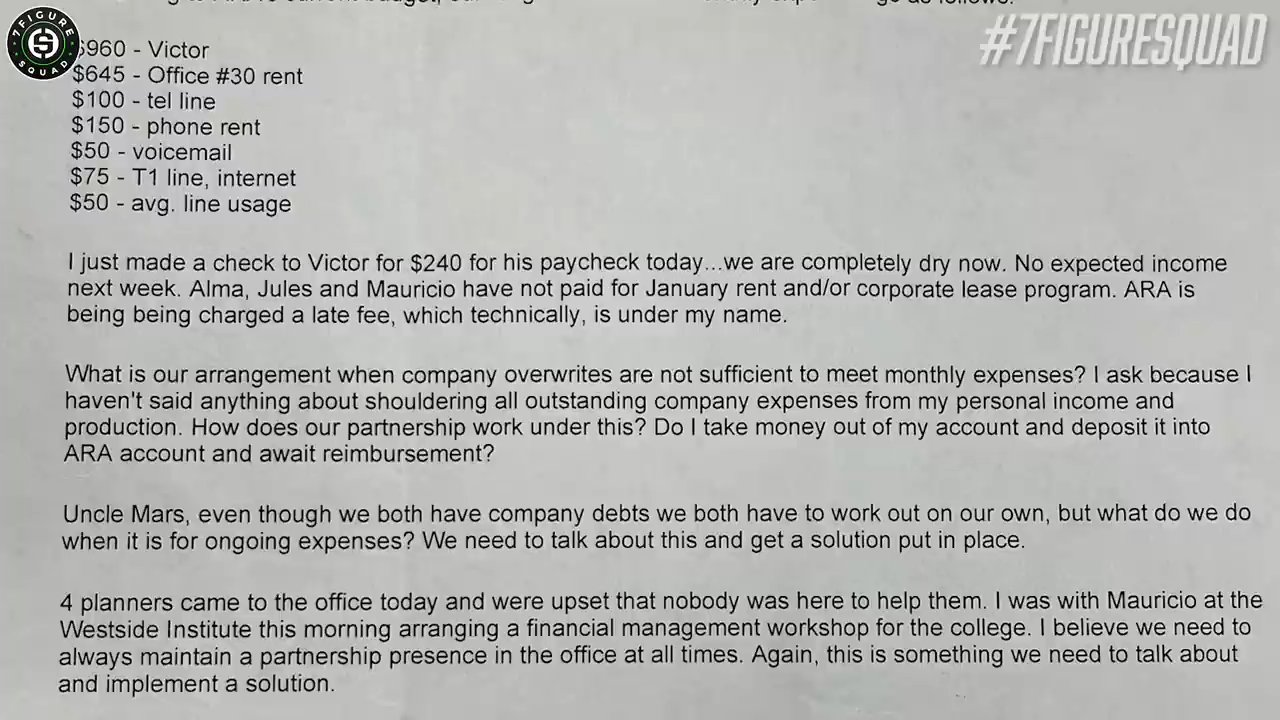 7 FIGURE
SQUAD
#7FIGURESQUAD
$960 - Victor
$645 - Office #30 rent
$100 - tel line
$150 - phone rent
$50 - voicemail
$75 - T1 line, internet
$50 - avg. line usage
I just made a check to Victor for $240 for his paycheck today...we are completely dry now. No expected income
next week. Alma, Jules and Mauricio have not paid for January rent and/or corporate lease program. ARA is
being being charged a late fee, which technically, is under my name.
What is our arrangement when company overwrites are not sufficient to meet monthly expenses? I ask because I
haven't said anything about shouldering all outstanding company expenses from my personal income and
production. How does our partnership work under this? Do I take money out of my account and deposit it into
ARA account and await reimbursement?
Uncle Mars, even though we both have company debts we both have to work out on our own, but what do we do
when it is for ongoing expenses? We need to talk about this and get a solution put in place.
4 planners came to the office today and were upset that nobody was here to help them. I was with Mauricio at the
Westside Institute this morning arranging a financial management workshop for the college. I believe we need to
always maintain a partnership presence in the office at all times. Again, this is something we need to talk about
and implement a solution.